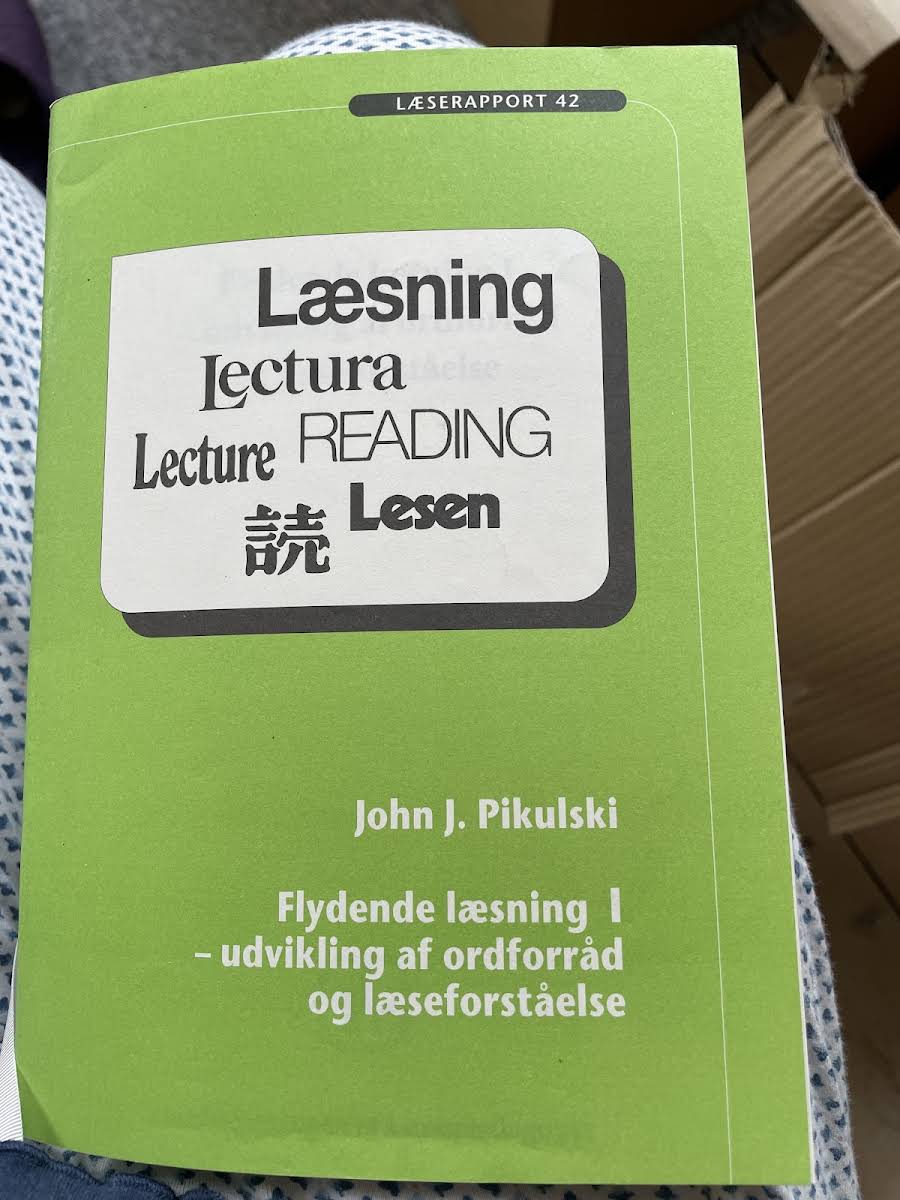 LÆSERAPPORT 42
Læsning
Lectura
Lecture READING
読 Lesen
John J. Pikulski
Flydende læsning I
– udvikling af ordforråd
og læseforståelse